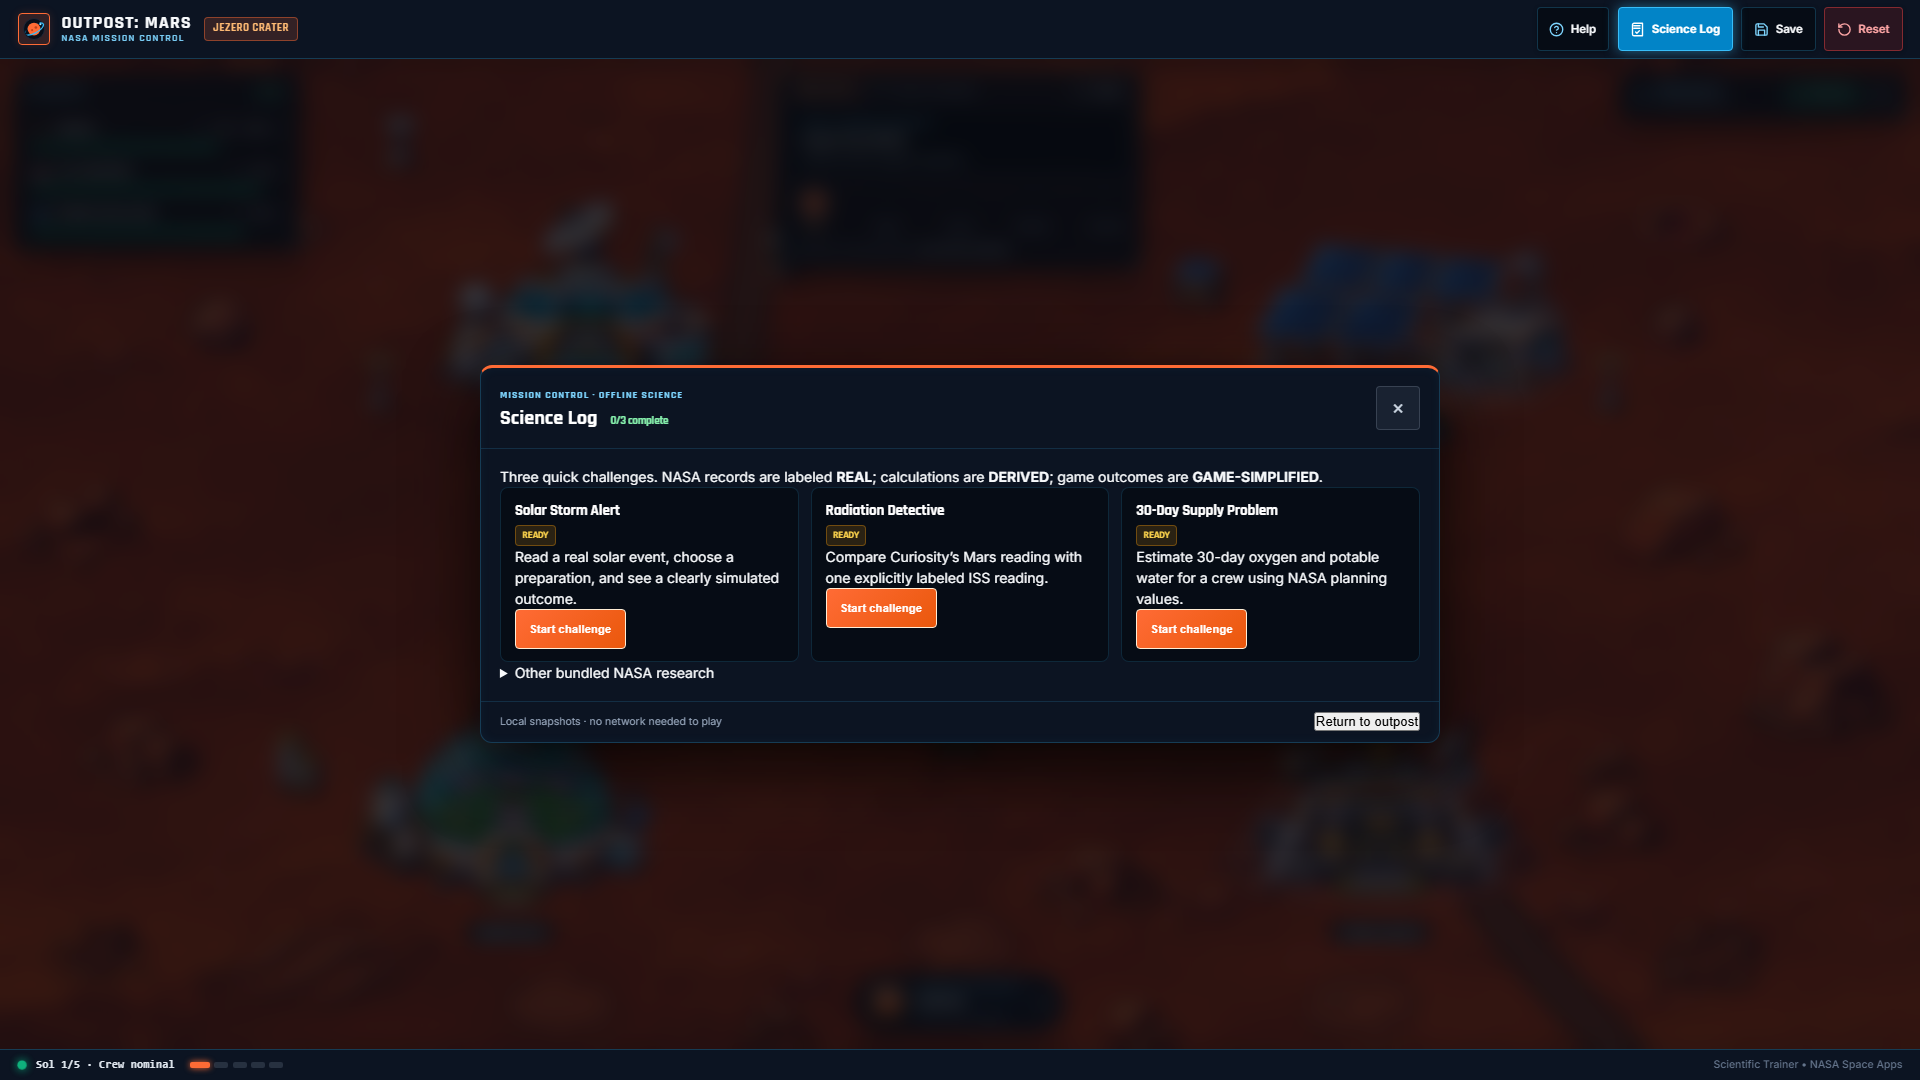 OUTPOST: MARS
NASA MISSION CONTROL
JEZERO CRATER
Help
Science Log
Save
Reset
MISSION CONTROL · OFFLINE SCIENCE
Science Log 0/3 complete
Three quick challenges. NASA records are labeled REAL; calculations are DERIVED; game outcomes are GAME-SIMPLIFIED.
Solar Storm Alert
READY
Read a real solar event, choose a
preparation, and see a clearly simulated
outcome.
Start challenge
Radiation Detective
READY
Compare Curiosity’s Mars reading with
one explicitly labeled ISS reading.
Start challenge
30-Day Supply Problem
READY
Estimate 30-day oxygen and potable
water for a crew using NASA planning
values.
Start challenge
Other bundled NASA research
Local snapshots · no network needed to play
Return to outpost
Sol 1/5 · Crew nominal
Scientific Trainer • NASA Space Apps